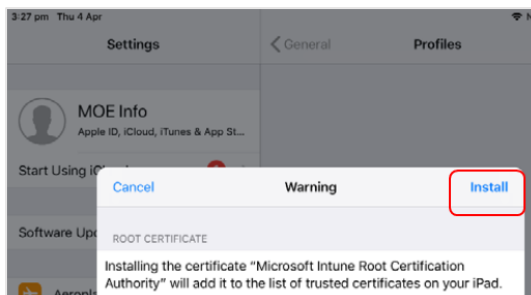 3:27 pm Thu 4 Apr
Settings
General
Profiles
MOE Info
Apple ID, iCloud, iTunes & App St...
Start Using
Cancel
Warning
Install
Software
ROOT CERTIFICATE
Installing the certificate “Microsoft Intune Root Certification
Authority” will add it to the list of trusted certificates on your iPad.